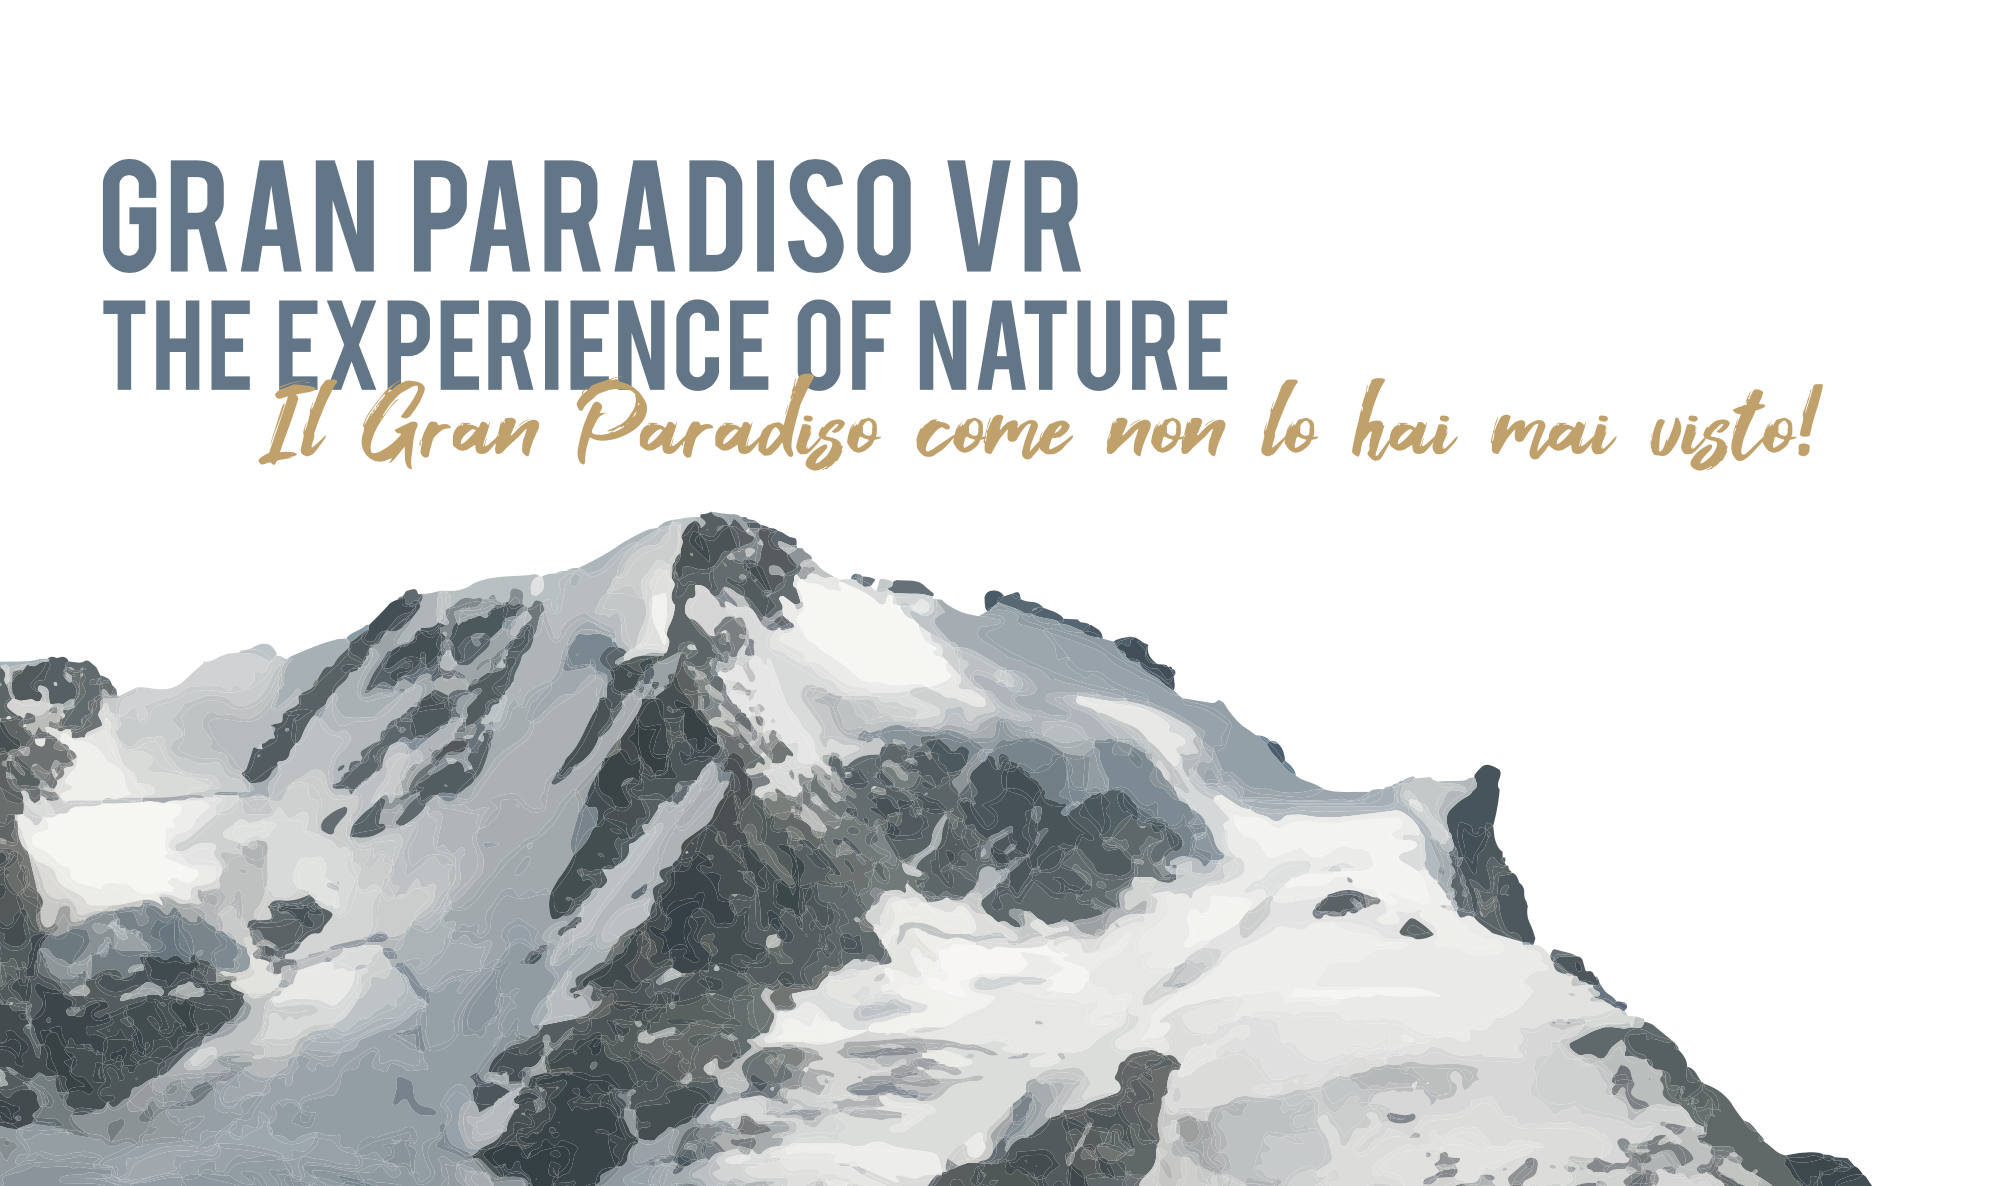 GRAN PARADISO VR
THE EXPERIENCE OF NATURE
Il Gran Paradiso come non lo hai mai visto!